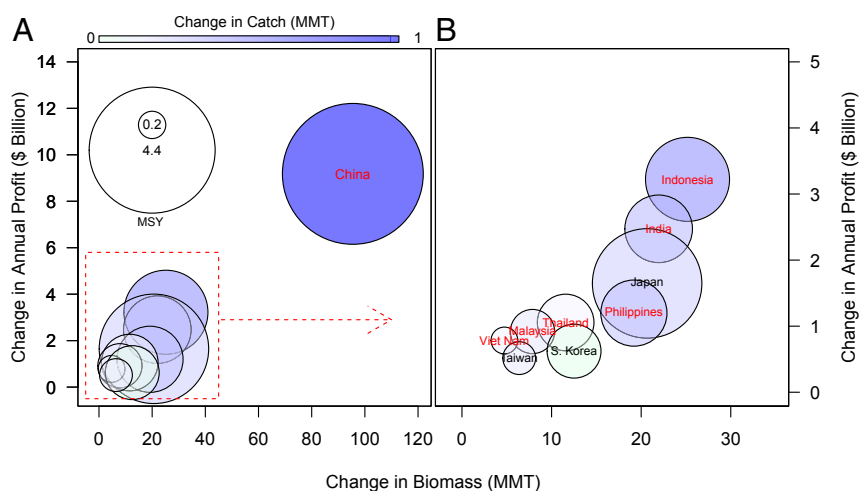 A
Change in Catch (MMT)
0
1
B
Change in Annual Profit ($ Billion)
14
12
10
8
6
4
2
0
0.2
4.4
MSY
China
0
20
40
60
80
100
120
Indonesia
India
Japan
Philippines
Thailand
Malaysia
Viet Nam
Taiwan
S. Korea
0
10
20
30
5
4
3
2
1
0
Change in Annual Profit ($ Billion)
Change in Biomass (MMT)